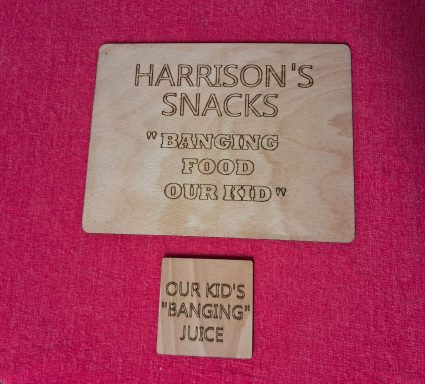 HARRISON'S
SNACKS
"BANGING
FOOD
OUR KID"
OUR KID'S
"BANGING"
JUICE